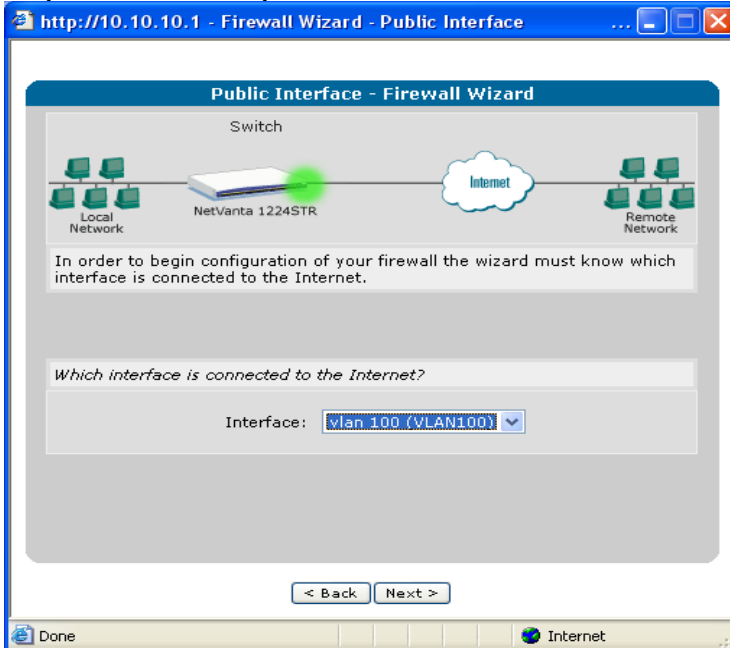 http://10.10.10.1 - Firewall Wizard - Public Interface ...
Public Interface - Firewall Wizard
Switch
Internet
Local
Network
NetVanta 1224STR
Remote
Network
In order to begin configuration of your firewall the wizard must know which
interface is connected to the Internet.
Which interface is connected to the Internet?
Interface: vlan 100 (VLAN100)
< Back Next >
Done Internet